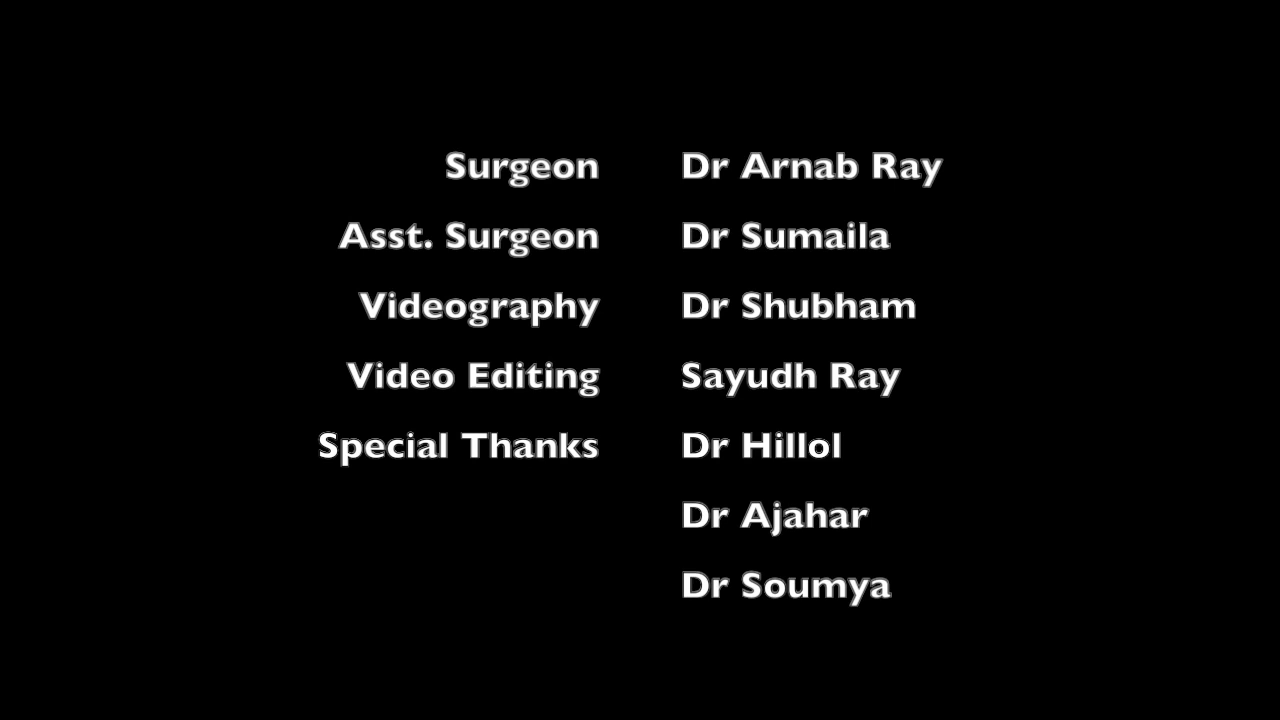 Surgeon Dr Arnab Ray
Asst. Surgeon Dr Sumaila
Videography Dr Shubham
Video Editing Sayudh Ray
Special Thanks Dr Hillol
Dr Ajahar
Dr Soumya